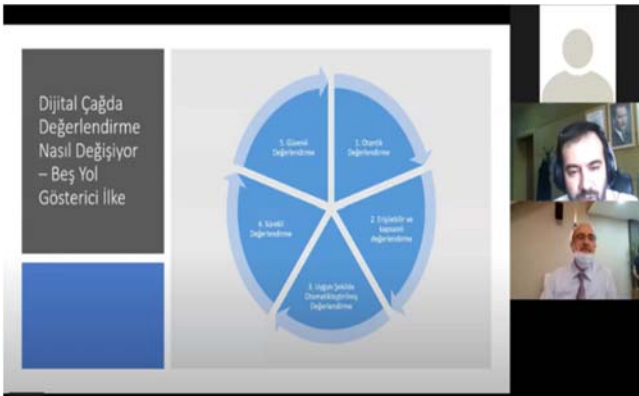 Dijital Çağda
Değerlendirme
Nasıl Değişiyor
– Beş Yol
Gösterici İlke
1. Otantik
Değerlendirme
2. Erişilebilir ve
kapsamlı
değerlendirme
3. Uygun Şekilde
Otomatikleştirilmiş
Değerlendirme
4. Sürekli
Değerlendirme
5. Güvenli
Değerlendirme